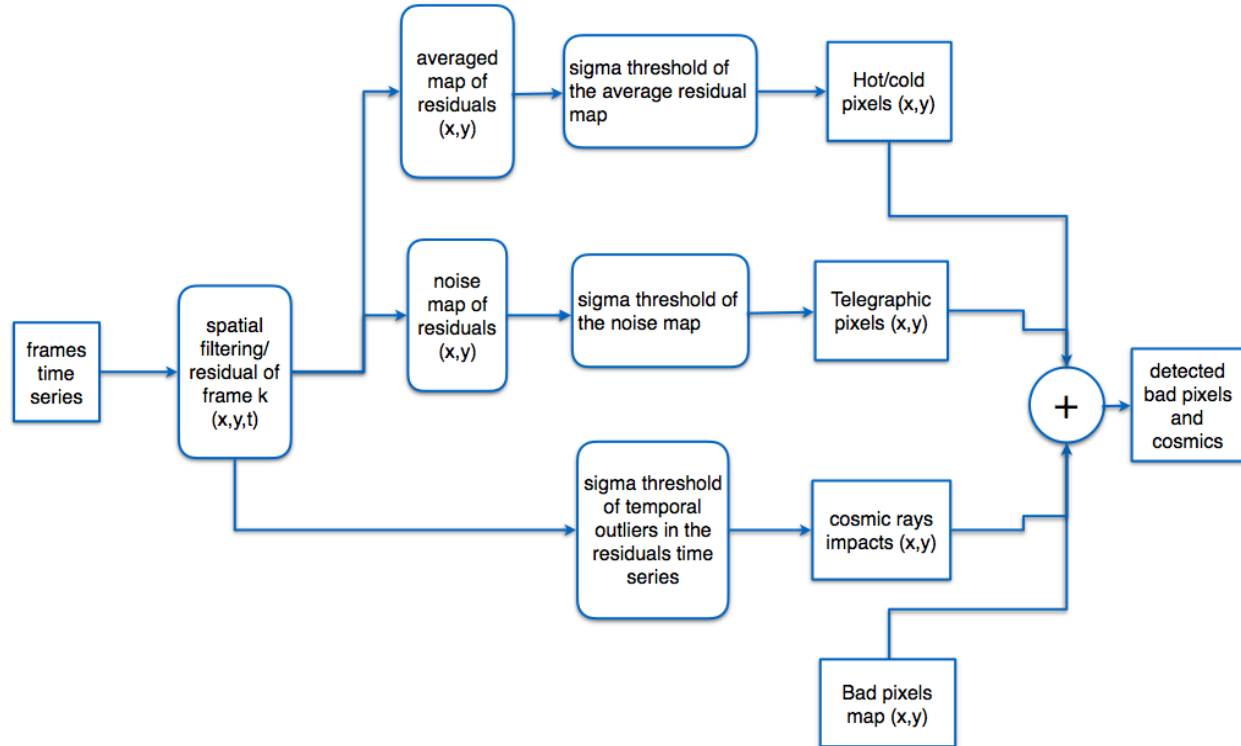 averaged
map of
residuals
(x,y)
sigma threshold of
the average residual
map
Hot/cold
pixels (x,y)
noise
map of
residuals
(x,y)
sigma threshold of
the noise map
Telegraphic
pixels (x,y)
frames
time
series
spatial
filtering/
residual of
frame k
(x,y,t)
+
detected
bad pixels
and
cosmics
sigma threshold
of temporal
outliers in the
residuals time
series
cosmic rays
impacts (x,y)
Bad pixels
map (x,y)